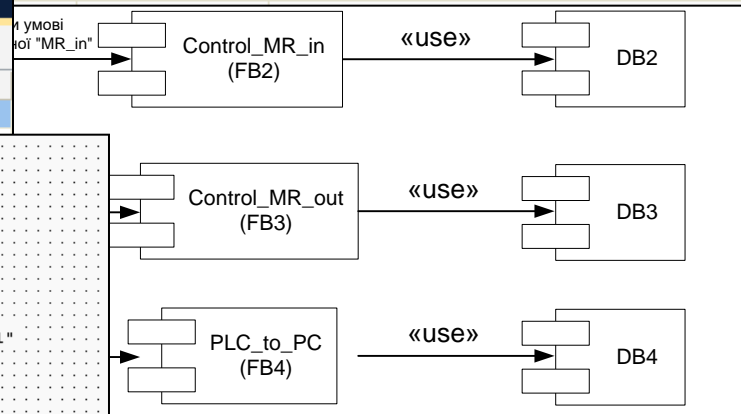 и умові
ної "MR_in"
Control_MR_in
(FB2)
«use»
DB2
Control_MR_out
(FB3)
«use»
DB3
PLC_to_PC
(FB4)
«use»
DB4